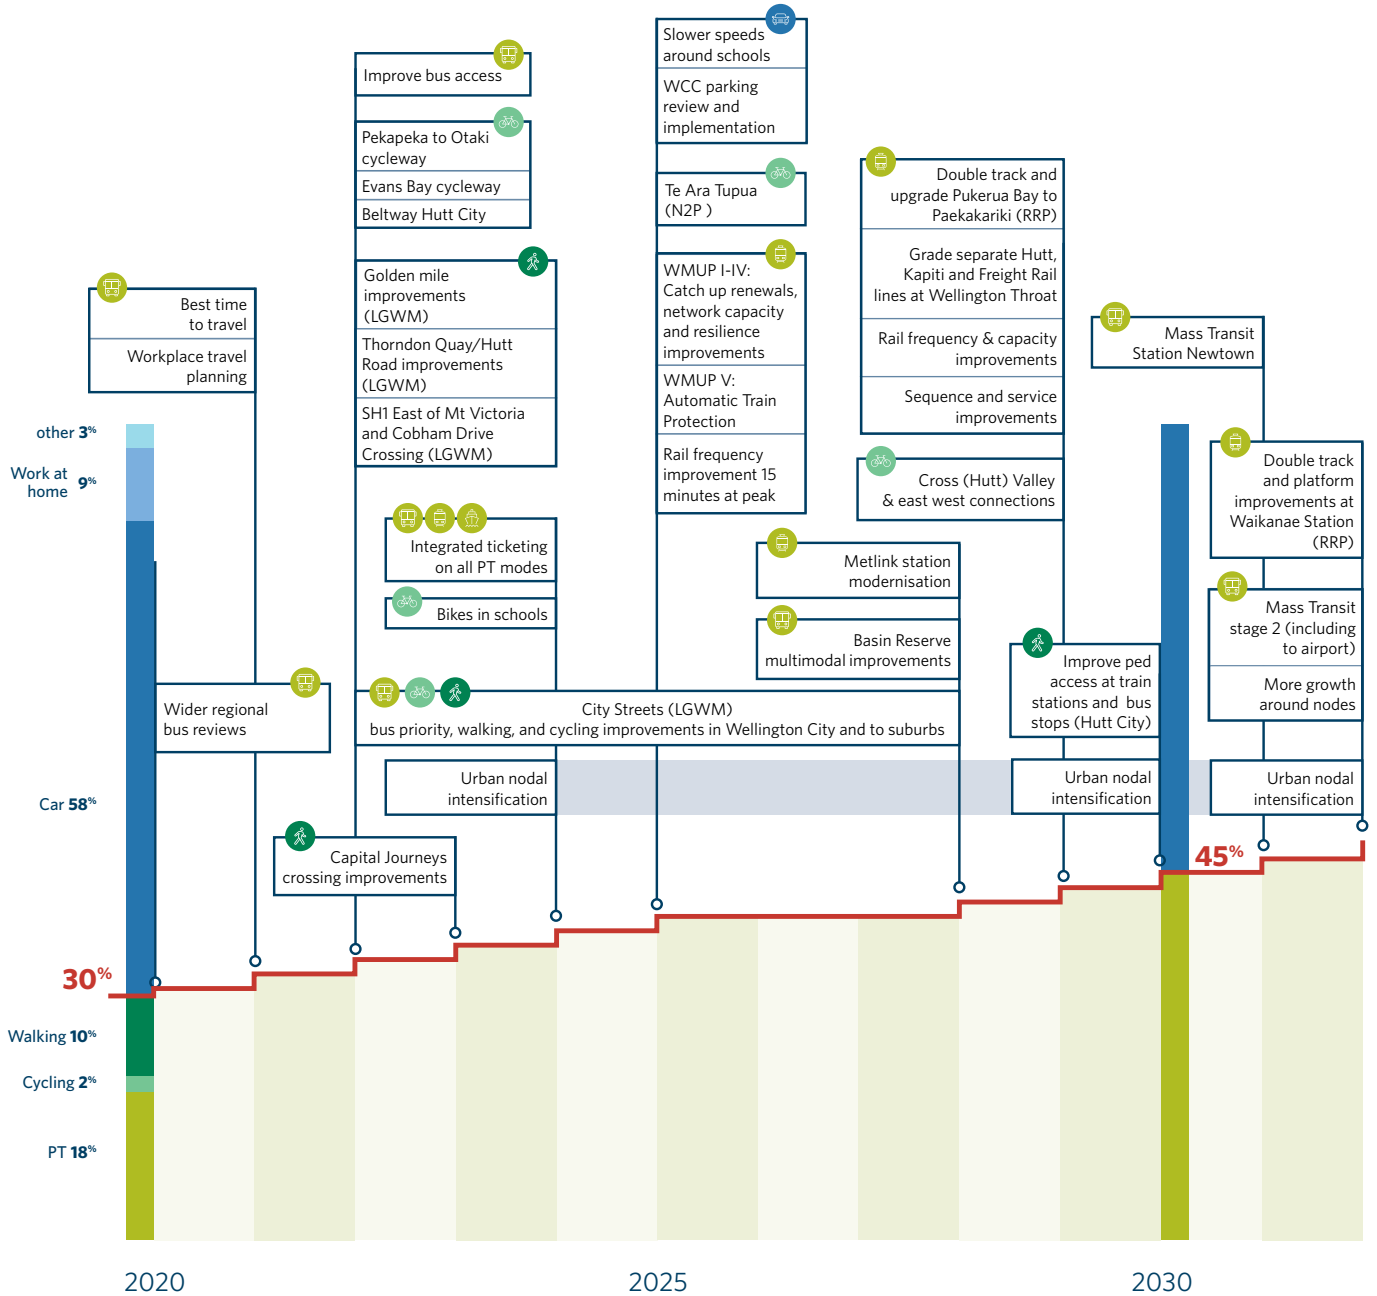 Slower speeds
around schools
WCC parking
review and
implementation
Improve bus access
Pekapeka to Otaki
cycleway
Evans Bay cycleway
Beltway Hutt City
Te Ara Tupua
(N2P )
Double track and
upgrade Pukerua Bay to
Paekakariki (RRP)
Grade separate Hutt,
Kapiti and Freight Rail
lines at Wellington Throat
Rail frequency & capacity
improvements
Sequence and service
improvements
Golden mile
improvements
(LGWM)
Thorndon Quay/Hutt
Road improvements
(LGWM)
SH1 East of Mt Victoria
and Cobham Drive
Crossing (LGWM)
WMUP I-IV:
Catch up renewals,
network capacity
and resilience
improvements
WMUP V:
Automatic Train
Protection
Rail frequency
improvement 15
minutes at peak
Best time
to travel
Workplace travel
planning
Mass Transit
Station Newtown
other 3%
Work at
home 9%
Car 58%
30%
Walking 10%
Cycling 2%
PT 18%
Cross (Hutt) Valley
& east west connections
Double track
and platform
improvements at
Waikanae Station
(RRP)
Integrated ticketing
on all PT modes
Bikes in schools
Metlink station
modernisation
Basin Reserve
multimodal improvements
Mass Transit
stage 2 (including
to airport)
More growth
around nodes
Improve ped
access at train
stations and bus
stops (Hutt City)
Wider regional
bus reviews
City Streets (LGWM)
bus priority, walking, and cycling improvements in Wellington City and to suburbs
Urban nodal
intensification
Urban nodal
intensification
Urban nodal
intensification
Capital Journeys
crossing improvements
45%
2020
2025
2030